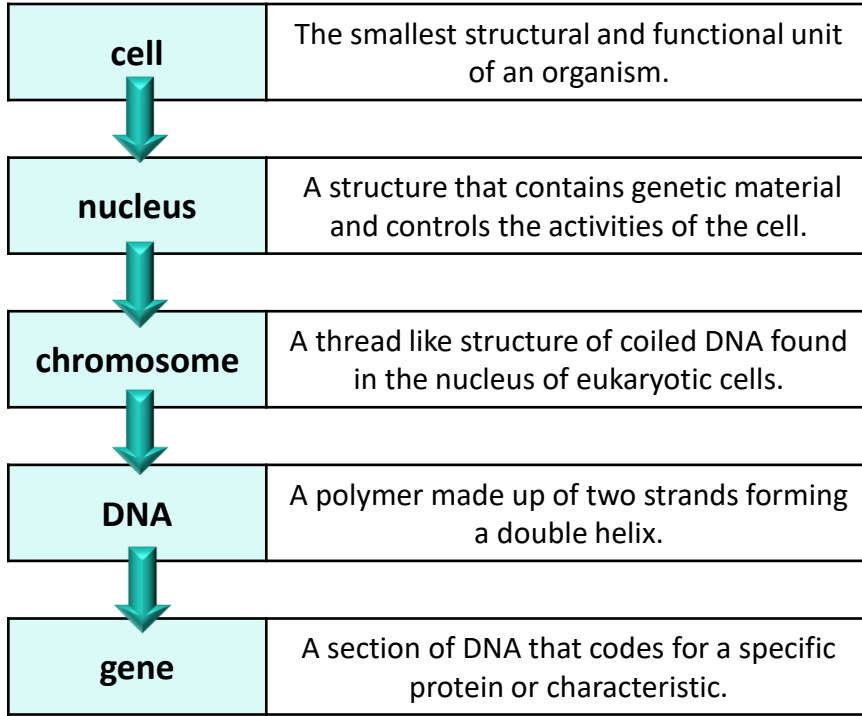 cell
The smallest structural and functional unit
of an organism.
nucleus
A structure that contains genetic material
and controls the activities of the cell.
chromosome
A thread like structure of coiled DNA found
in the nucleus of eukaryotic cells.
DNA
A polymer made up of two strands forming
a double helix.
gene
A section of DNA that codes for a specific
protein or characteristic.